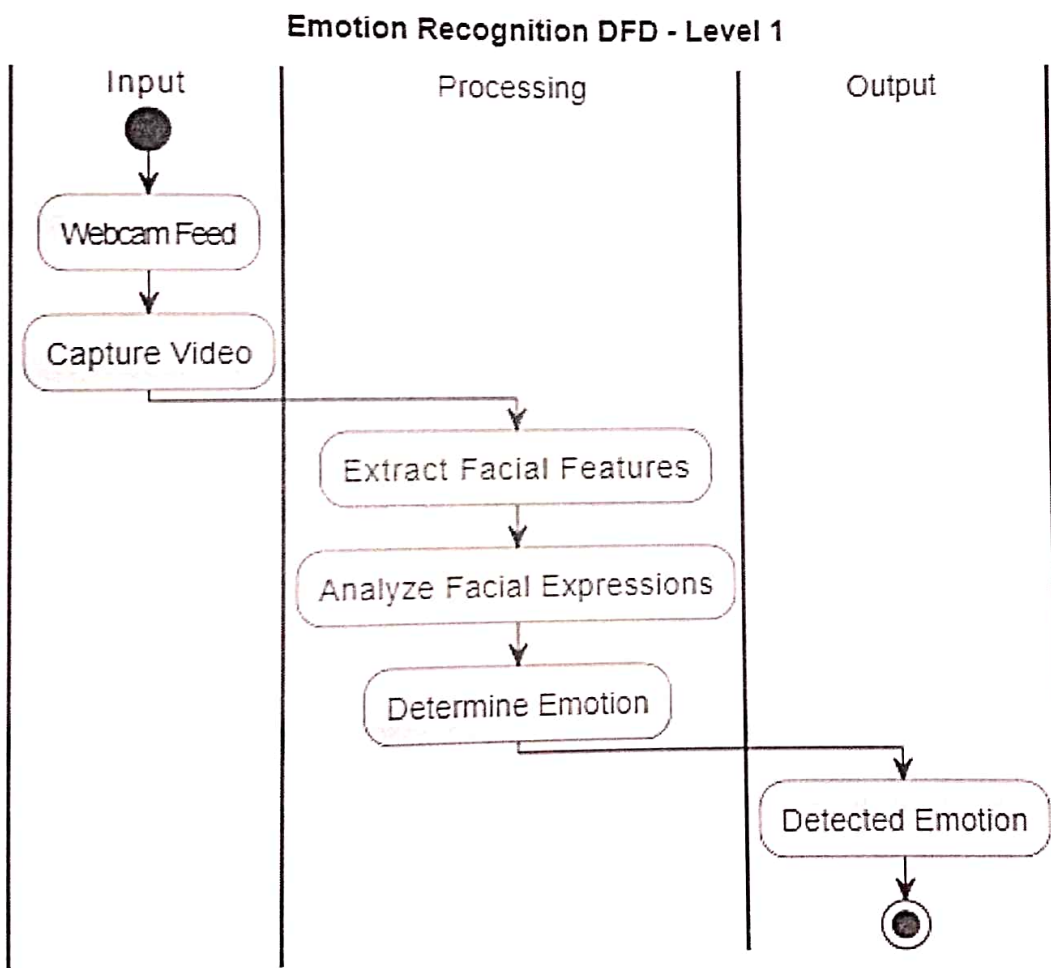 Emotion Recognition DFD - Level 1
Input
Processing
Output
Webcam Feed
Capture Video
Extract Facial Features
Analyze Facial Expressions
Determine Emotion
Detected Emotion